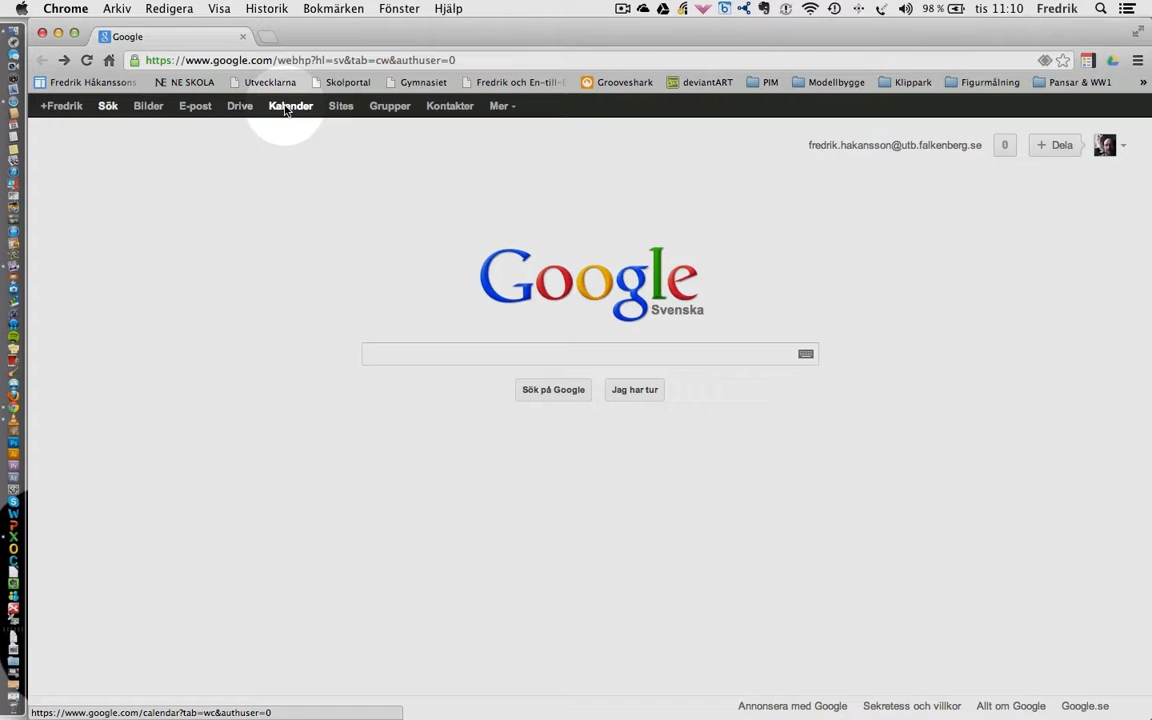 Chrome Arkiv Redigera Visa Historik Bokmärken Fönster Hjälp 98 % tis 11:10 Fredrik
Google
https://www.google.com/webhp?hl=sv&tab=cw&authuser=0
Fredrik Håkanssons NE NE SKOLA Utvecklarna Skolportal Gymnasiet Fredrik och En-till-E Grooveshark deviantART PIM Modellbygge Klippark Figurmålning Pansar & WW1 »
+Fredrik Sök Bilder E-post Drive Kalender Sites Grupper Kontakter Mer
fredrik.hakansson@utb.falkenberg.se 0 + Dela
Google
Svenska
Sök på Google Jag har tur
https://www.google.com/calendar?tab=wc&authuser=0
Annonsera med Google Sekretess och villkor Allt om Google Google.se